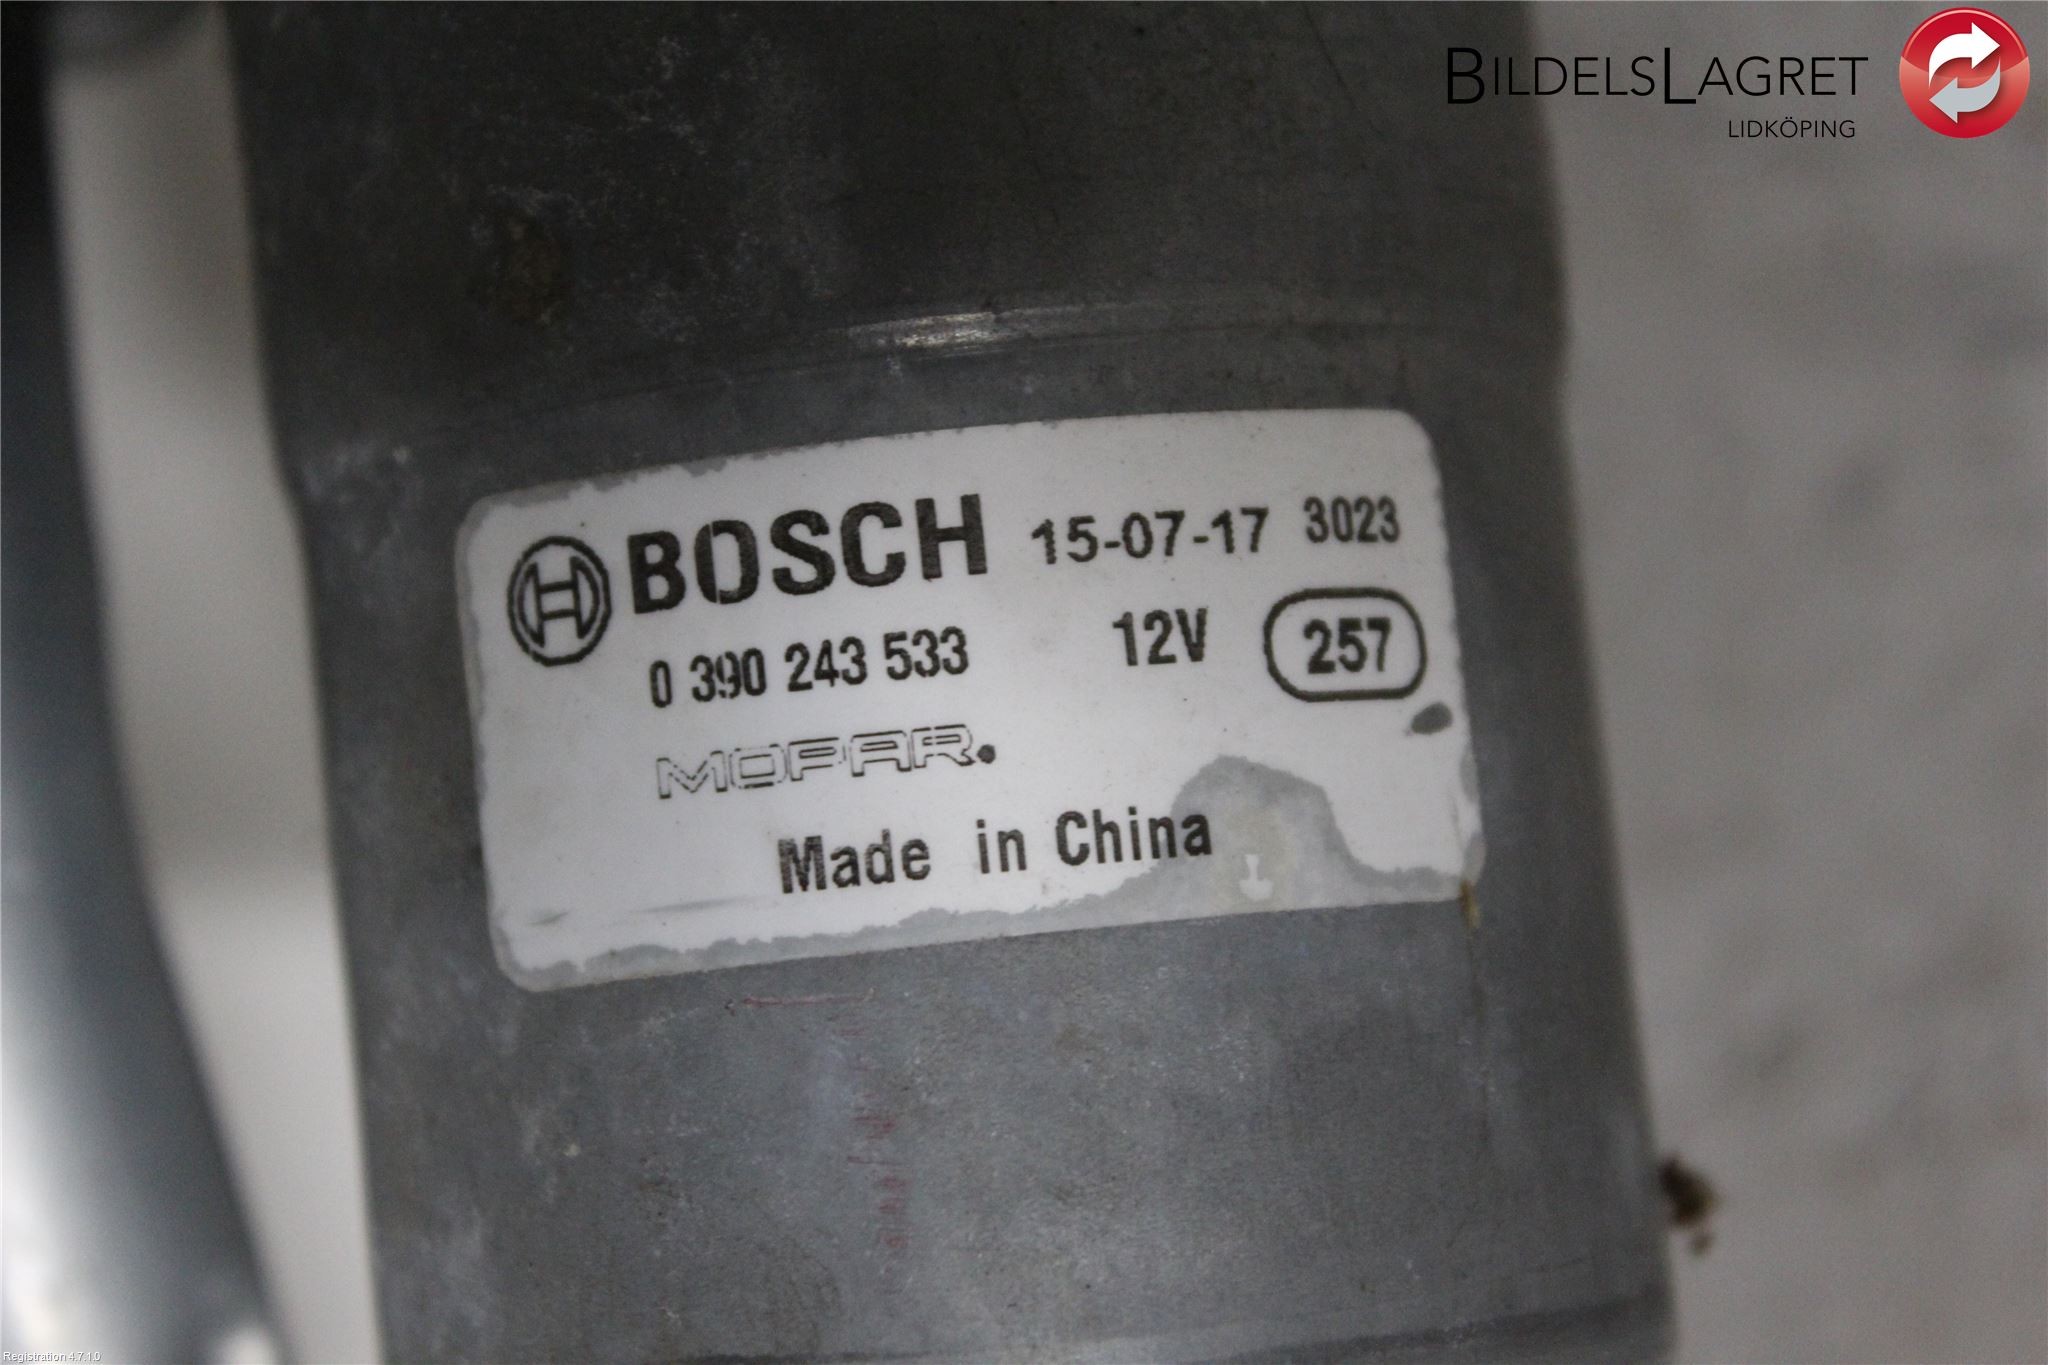 BILDELSLAGRET
LIDKÖPING
BOSCH 15-07-17 3023
0 390 243 533 12V 257
MOPAR.
Made in China
Registration 4.7.1.0